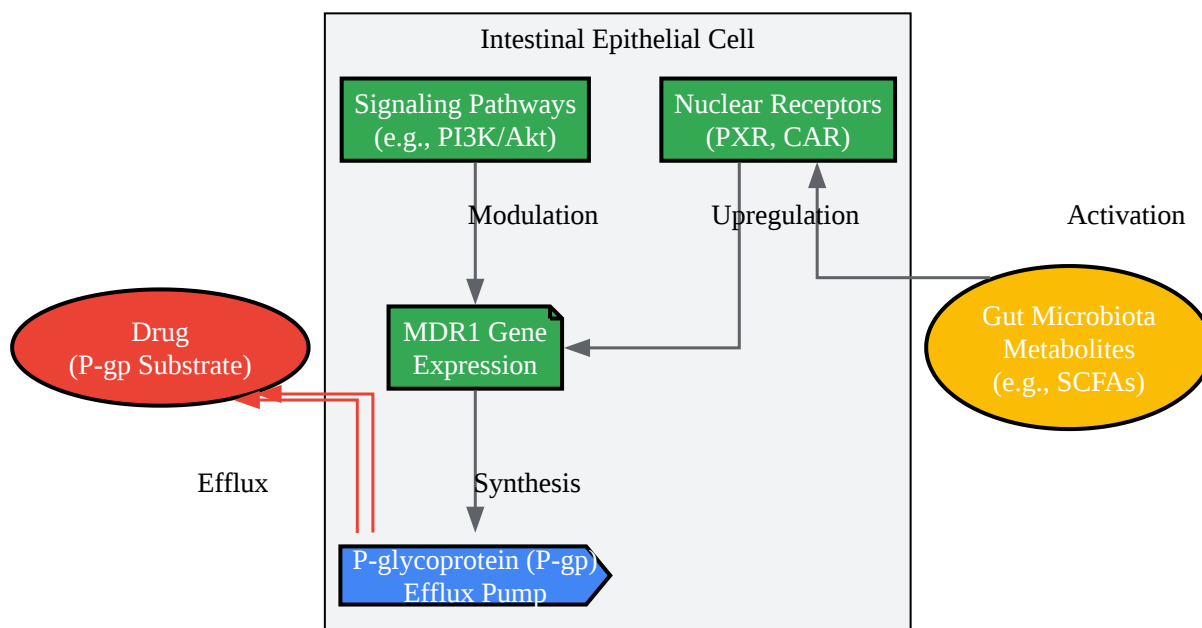 Intestinal Epithelial Cell
Signaling Pathways
(e.g., PI3K/Akt)
Nuclear Receptors
(PXR, CAR)
Modulation
Upregulation
Activation
Drug
(P-gp Substrate)
MDR1 Gene
Expression
Gut Microbiota
Metabolites
(e.g., SCFAs)
Efflux
Synthesis
P-glycoprotein (P-gp)
Efflux Pump